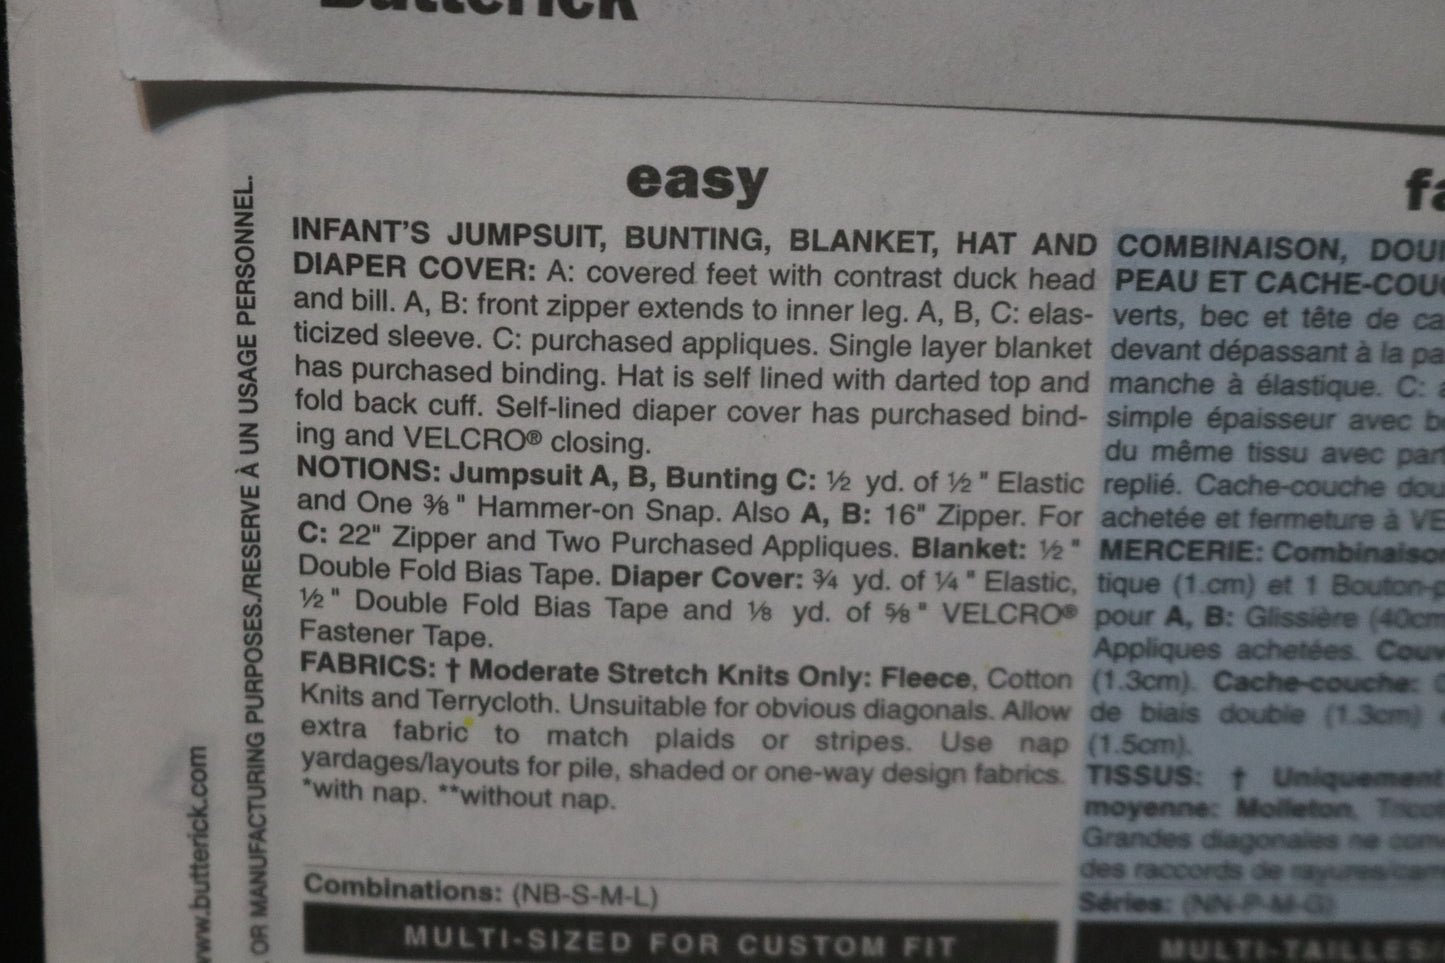 Butterick
easy
INFANT'S JUMPSUIT, BUNTING, BLANKET, HAT AND
DIAPER COVER: A: covered feet with contrast duck head
and bill. A, B: front zipper extends to inner leg. A, B, C: elas-
ticized sleeve. C: purchased appliques. Single layer blanket
has purchased binding. Hat is self lined with darted top and
fold back cuff. Self-lined diaper cover has purchased bind-
ing and VELCRO® closing.
NOTIONS: Jumpsuit A, B, Bunting C: ½ yd. of ½" Elastic
and One ⅜" Hammer-on Snap. Also A, B: 16" Zipper. For
C: 22" Zipper and Two Purchased Appliques. Blanket: ½"
Double Fold Bias Tape. Diaper Cover: ¾ yd. of ¼" Elastic,
½" Double Fold Bias Tape and ⅛ yd. of ⅝" VELCRO®
Fastener Tape.
FABRICS: † Moderate Stretch Knits Only: Fleece, Cotton
Knits and Terrycloth. Unsuitable for obvious diagonals. Allow
extra fabric to match plaids or stripes. Use nap
yardages/layouts for pile, shaded or one-way design fabrics.
*with nap. **without nap.
Combinations: (NB-S-M-L)
MULTI-SIZED FOR CUSTOM FIT
COMBINAISON,
PEAU ET
verts, bec et tête de
devant dépassant à la
manche à élastique. C:
simple épaisseur avec
du même tissu avec
replié. Cache-couche
achetée et fermeture à
MERCERIE:
tique (1.cm) et 1
pour A, B: Glissière
Appliques achetées.
(1.3cm). Cache-couche:
de biais double (1.3cm)
(1.5cm).
TISSUS: † Uniquement
moyenne: Molleton,
Grandes diagonales ne
des raccords de
Séries: (NN-P-M-G)
MULTI-TAILLES
www.butterick.com
OR MANUFACTURING PURPOSES./RESERVE À UN USAGE PERSONNEL.